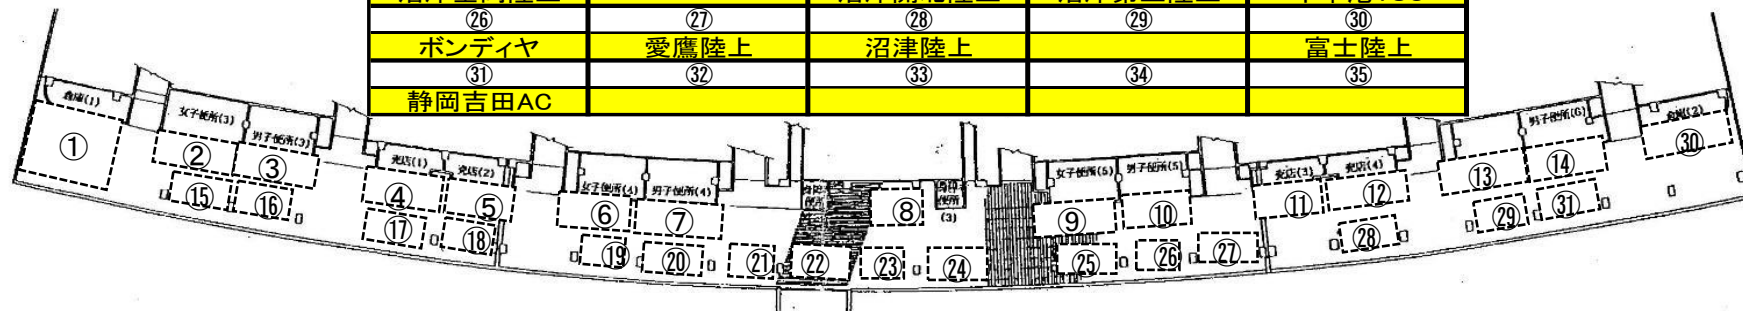 ㉖ ㉗ ㉘ ㉙ ㉚
ボンディヤ 愛鷹陸上 沼津陸上 富士陸上
㉛ ㉜ ㉝ ㉞ ㉟
静岡吉田AC
倉庫(1) 女子便所(3) 男子便所(3) 売店(1) 売店(2) 女子便所(4) 男子便所(4) 便所(3) 女子便所(5) 男子便所(5) 売店(3) 売店(4) 男子便所(6) 倉庫(2)
① ② ③ ④ ⑤ ⑥ ⑦ ⑧ ⑨ ⑩ ⑪ ⑫ ⑬ ⑭ ㉚
⑮ ⑯ ⑰ ⑱ ⑲ ⑳ ㉑ ㉒ ㉓ ㉔ ㉕ ㉖ ㉗ ㉘ ㉙ ㉛